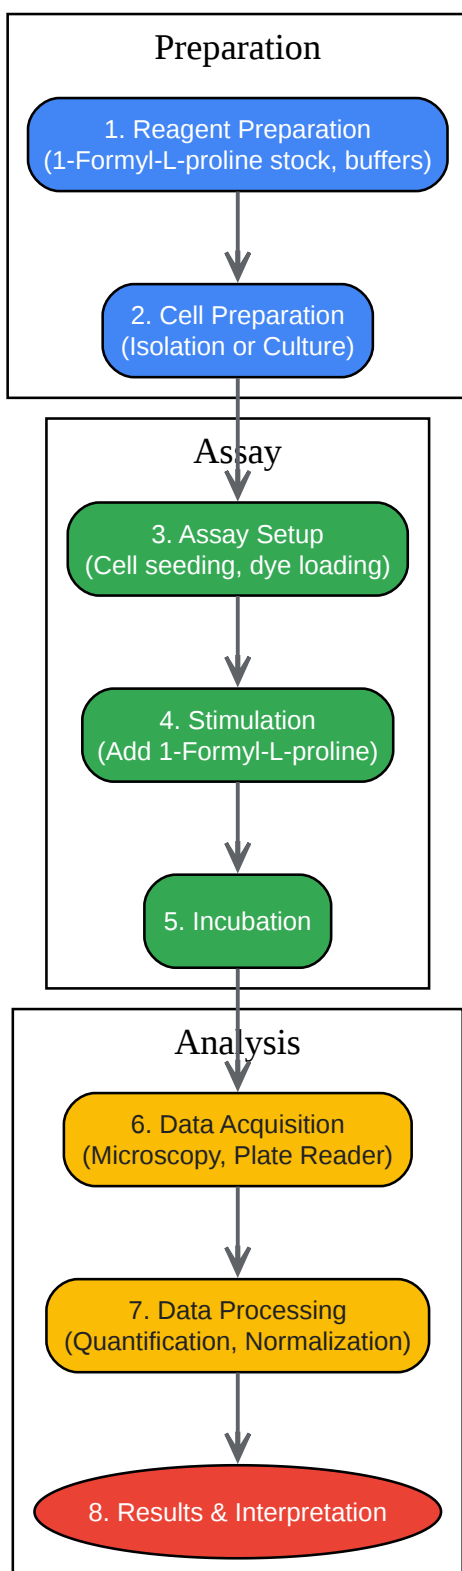 Preparation
1. Reagent Preparation
(1-Formyl-L-proline stock, buffers)
2. Cell Preparation
(Isolation or Culture)
Assay
3. Assay Setup
(Cell seeding, dye loading)
4. Stimulation
(Add 1-Formyl-L-proline)
5. Incubation
Analysis
6. Data Acquisition
(Microscopy, Plate Reader)
7. Data Processing
(Quantification, Normalization)
8. Results & Interpretation